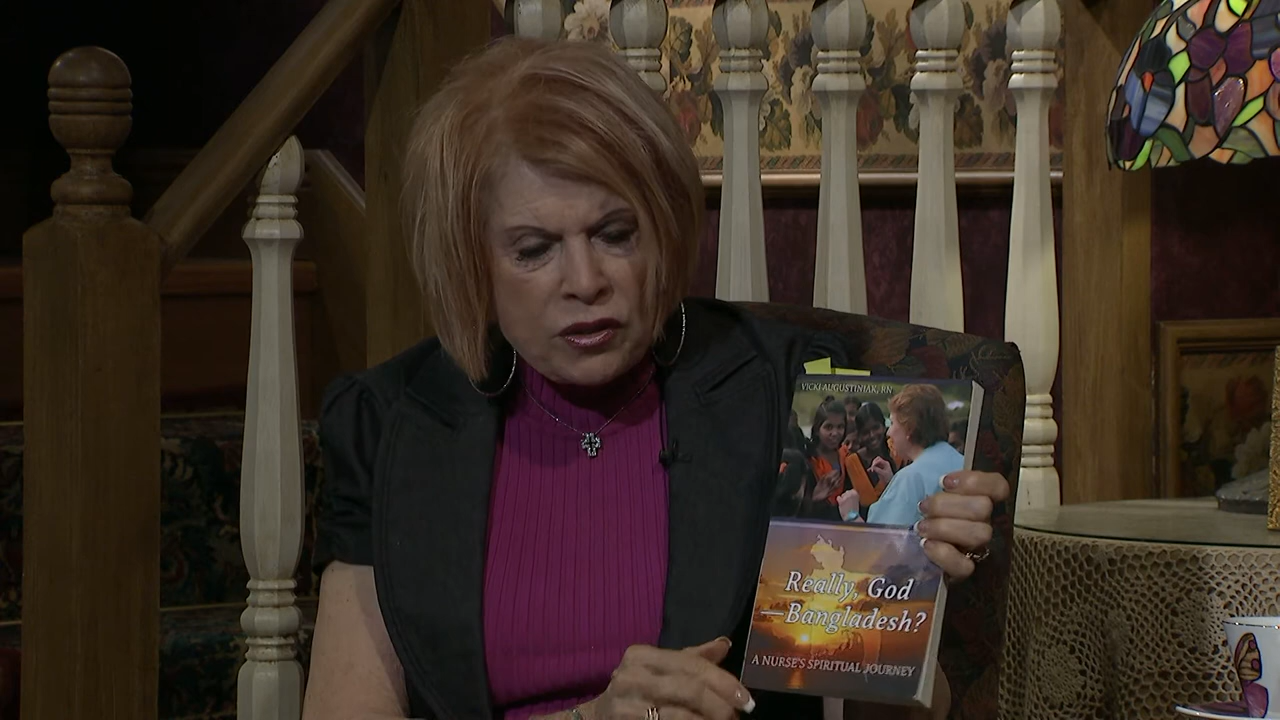 VICKI AUGUSTINIAK, RN
Really, God
—Bangladesh?
A NURSE'S SPIRITUAL JOURNEY